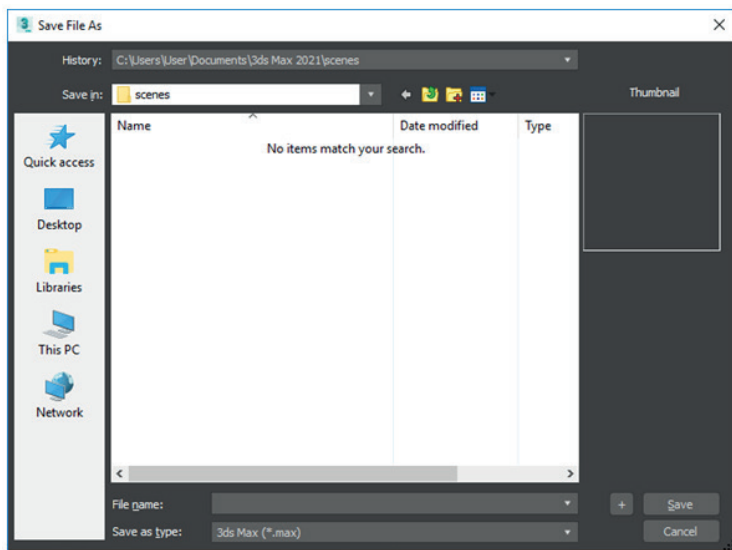 3 Save File As
History: C:\Users\User\Documents\3ds Max 2021\scenes
Save in: scenes
Thumbnail
Name Date modified Type
No items match your search.
Quick access
Desktop
Libraries
This PC
Network
File name:
+ Save
Save as type: 3ds Max (*.max)
Cancel